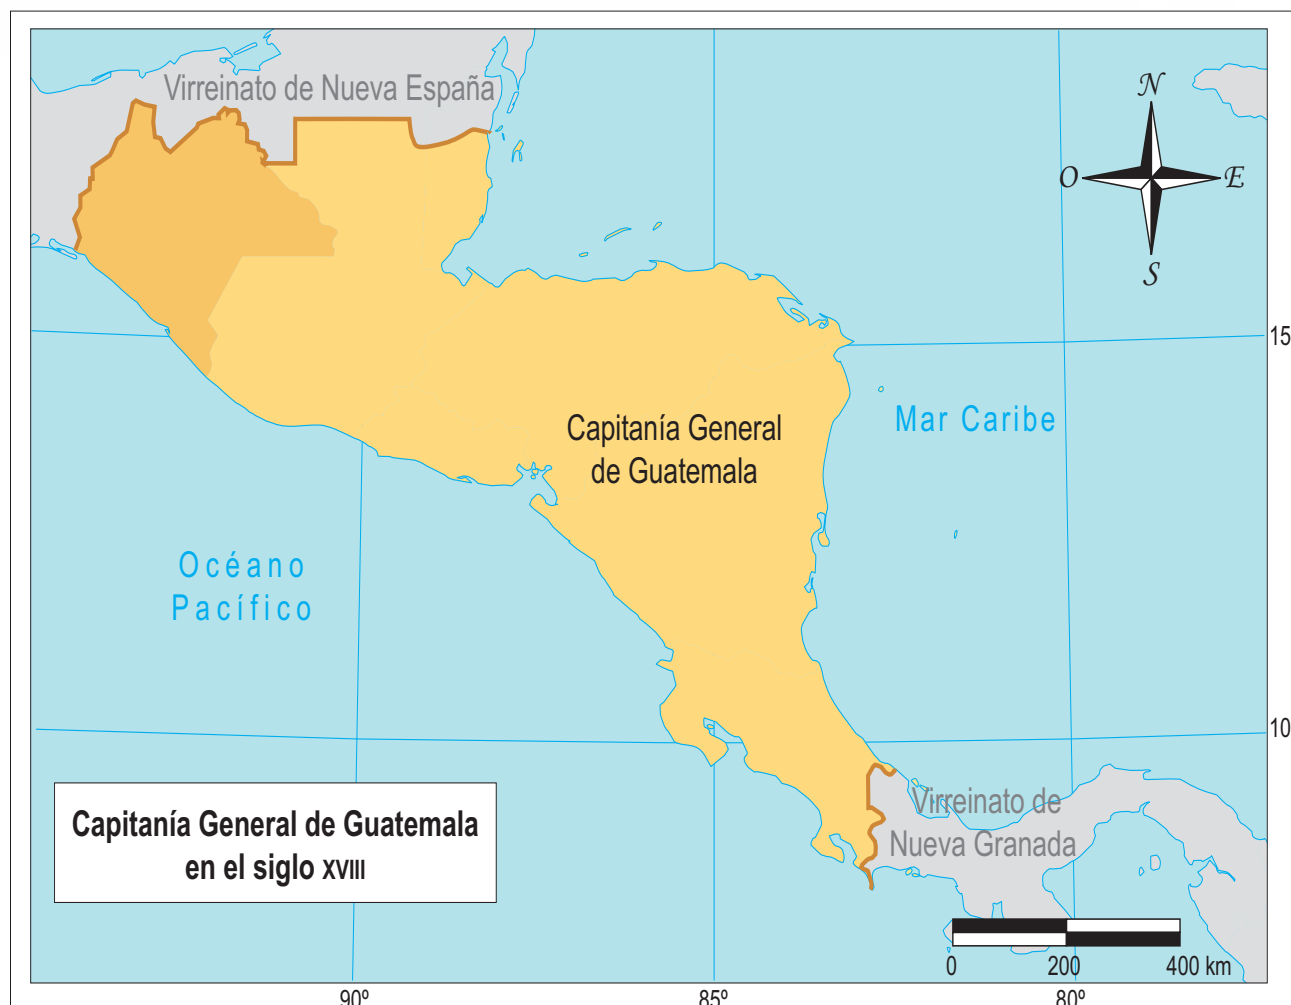 Virreinato de Nueva España
N
O
E
S
15
Mar Caribe
Capitanía General
de Guatemala
Océano
Pacífico
10
Virreinato de
Nueva Granada
Capitanía General de Guatemala
en el siglo XVIII
0
200
400 km
90º
85º
80º